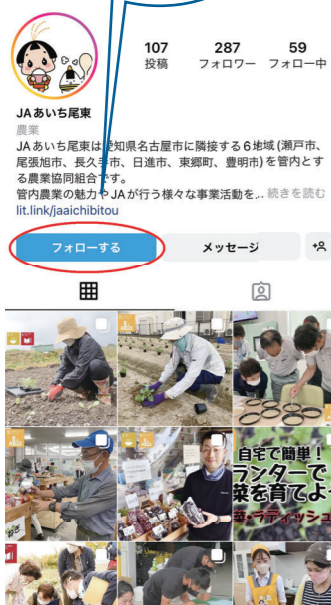 107 287 59
投稿 フォロワー フォロー中
JAあいち尾東
農業
JAあいち尾東は愛知県名古屋市に隣接する6地域(瀬戸市、
尾張旭市、長久手市、日進市、東郷町、豊明市)を管内とす
る農業協同組合です。
管内農業の魅力やJAが行う様々な事業活動を... 続きを読む
lit.link/jaaichibitou
フォローする メッセージ
自宅で簡単!
ランターで
菜を育てよ